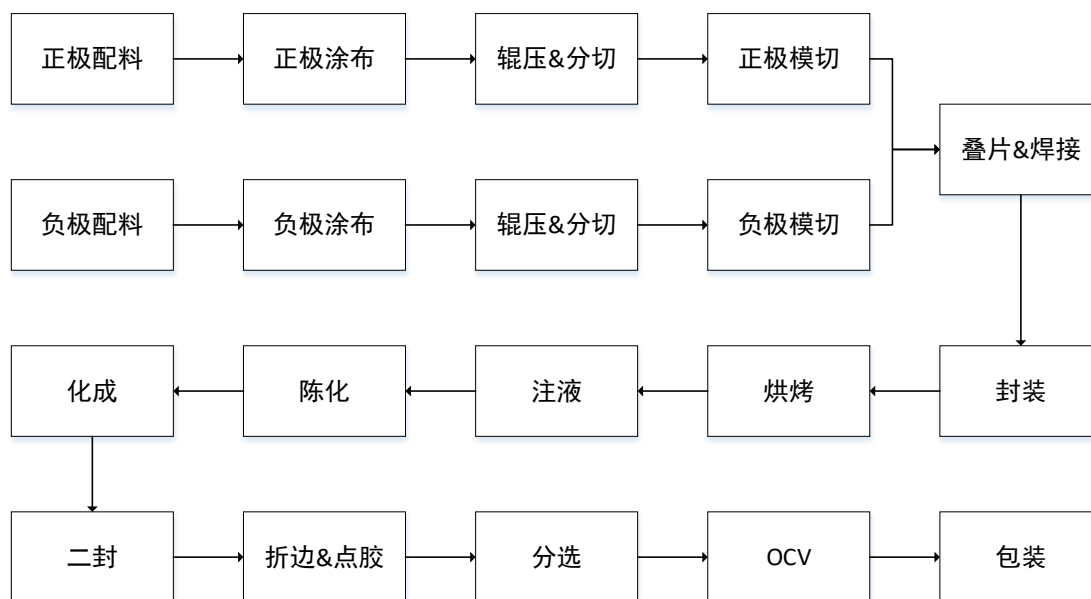 正极配料
正极涂布
辊压&分切
正极模切
叠片&焊接
负极配料
负极涂布
辊压&分切
负极模切
化成
陈化
注液
烘烤
封装
二封
折边&点胶
分选
OCV
包装